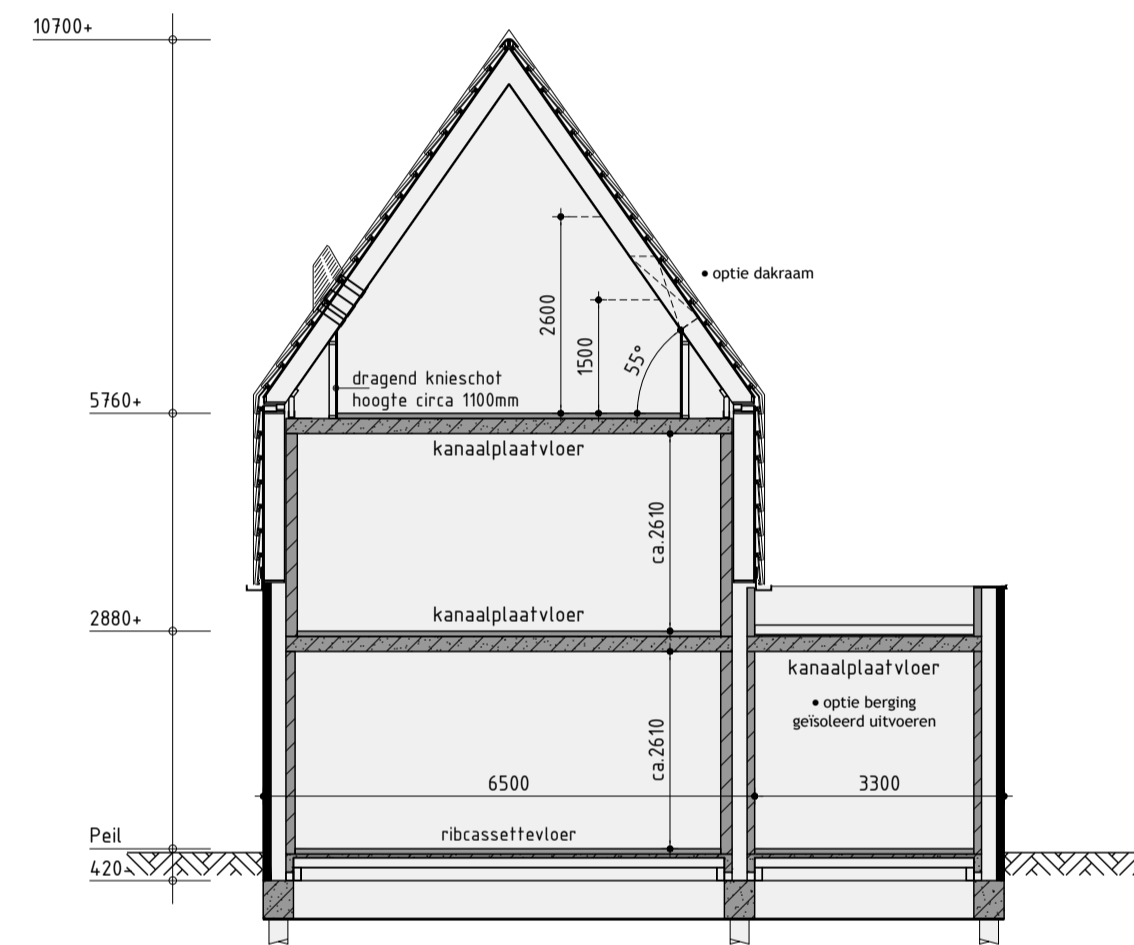 10700+
• optie dakraam
2600
1500
55°
dragend knieschot
hoogte circa 1100mm
5760+
kanaalplaatvloer
ca.2610
kanaalplaatvloer
2880+
kanaalplaatvloer
• optie berging
geïsoleerd uitvoeren
ca.2610
6500
3300
ribcassettevloer
Peil
420-